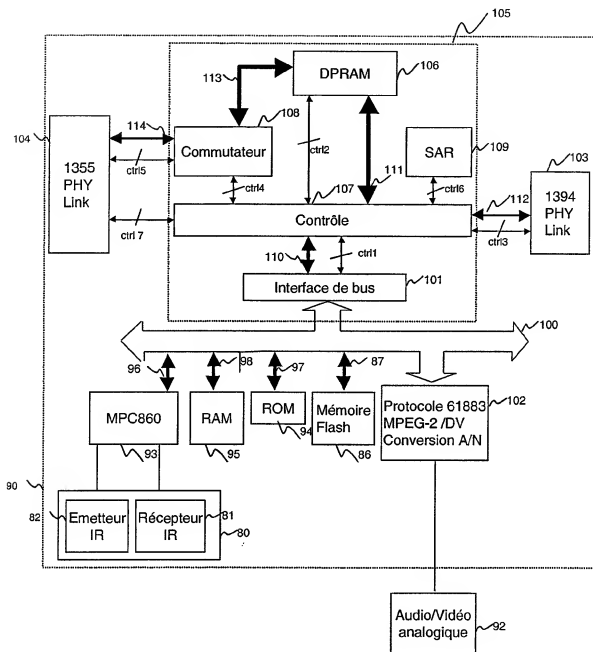 105
113
DPRAM
106
104
114
108
1355
PHY
Link
ctrl5
Commutateur
ctrl2
111
SAR
109
107
103
ctrl4
ctrl6
112
1394
PHY
Link
ctrl 7
Contrôle
ctrl3
110
ctrl1
101
Interface de bus
100
96
98
97
87
MPC860
RAM
ROM
Mémoire
Flash
Protocole 61883
MPEG-2 /DV
Conversion A/N
102
93
95
94
86
90
82
Emetteur
IR
Récepteur
IR
81
80
Audio/Vidéo
analogique
92